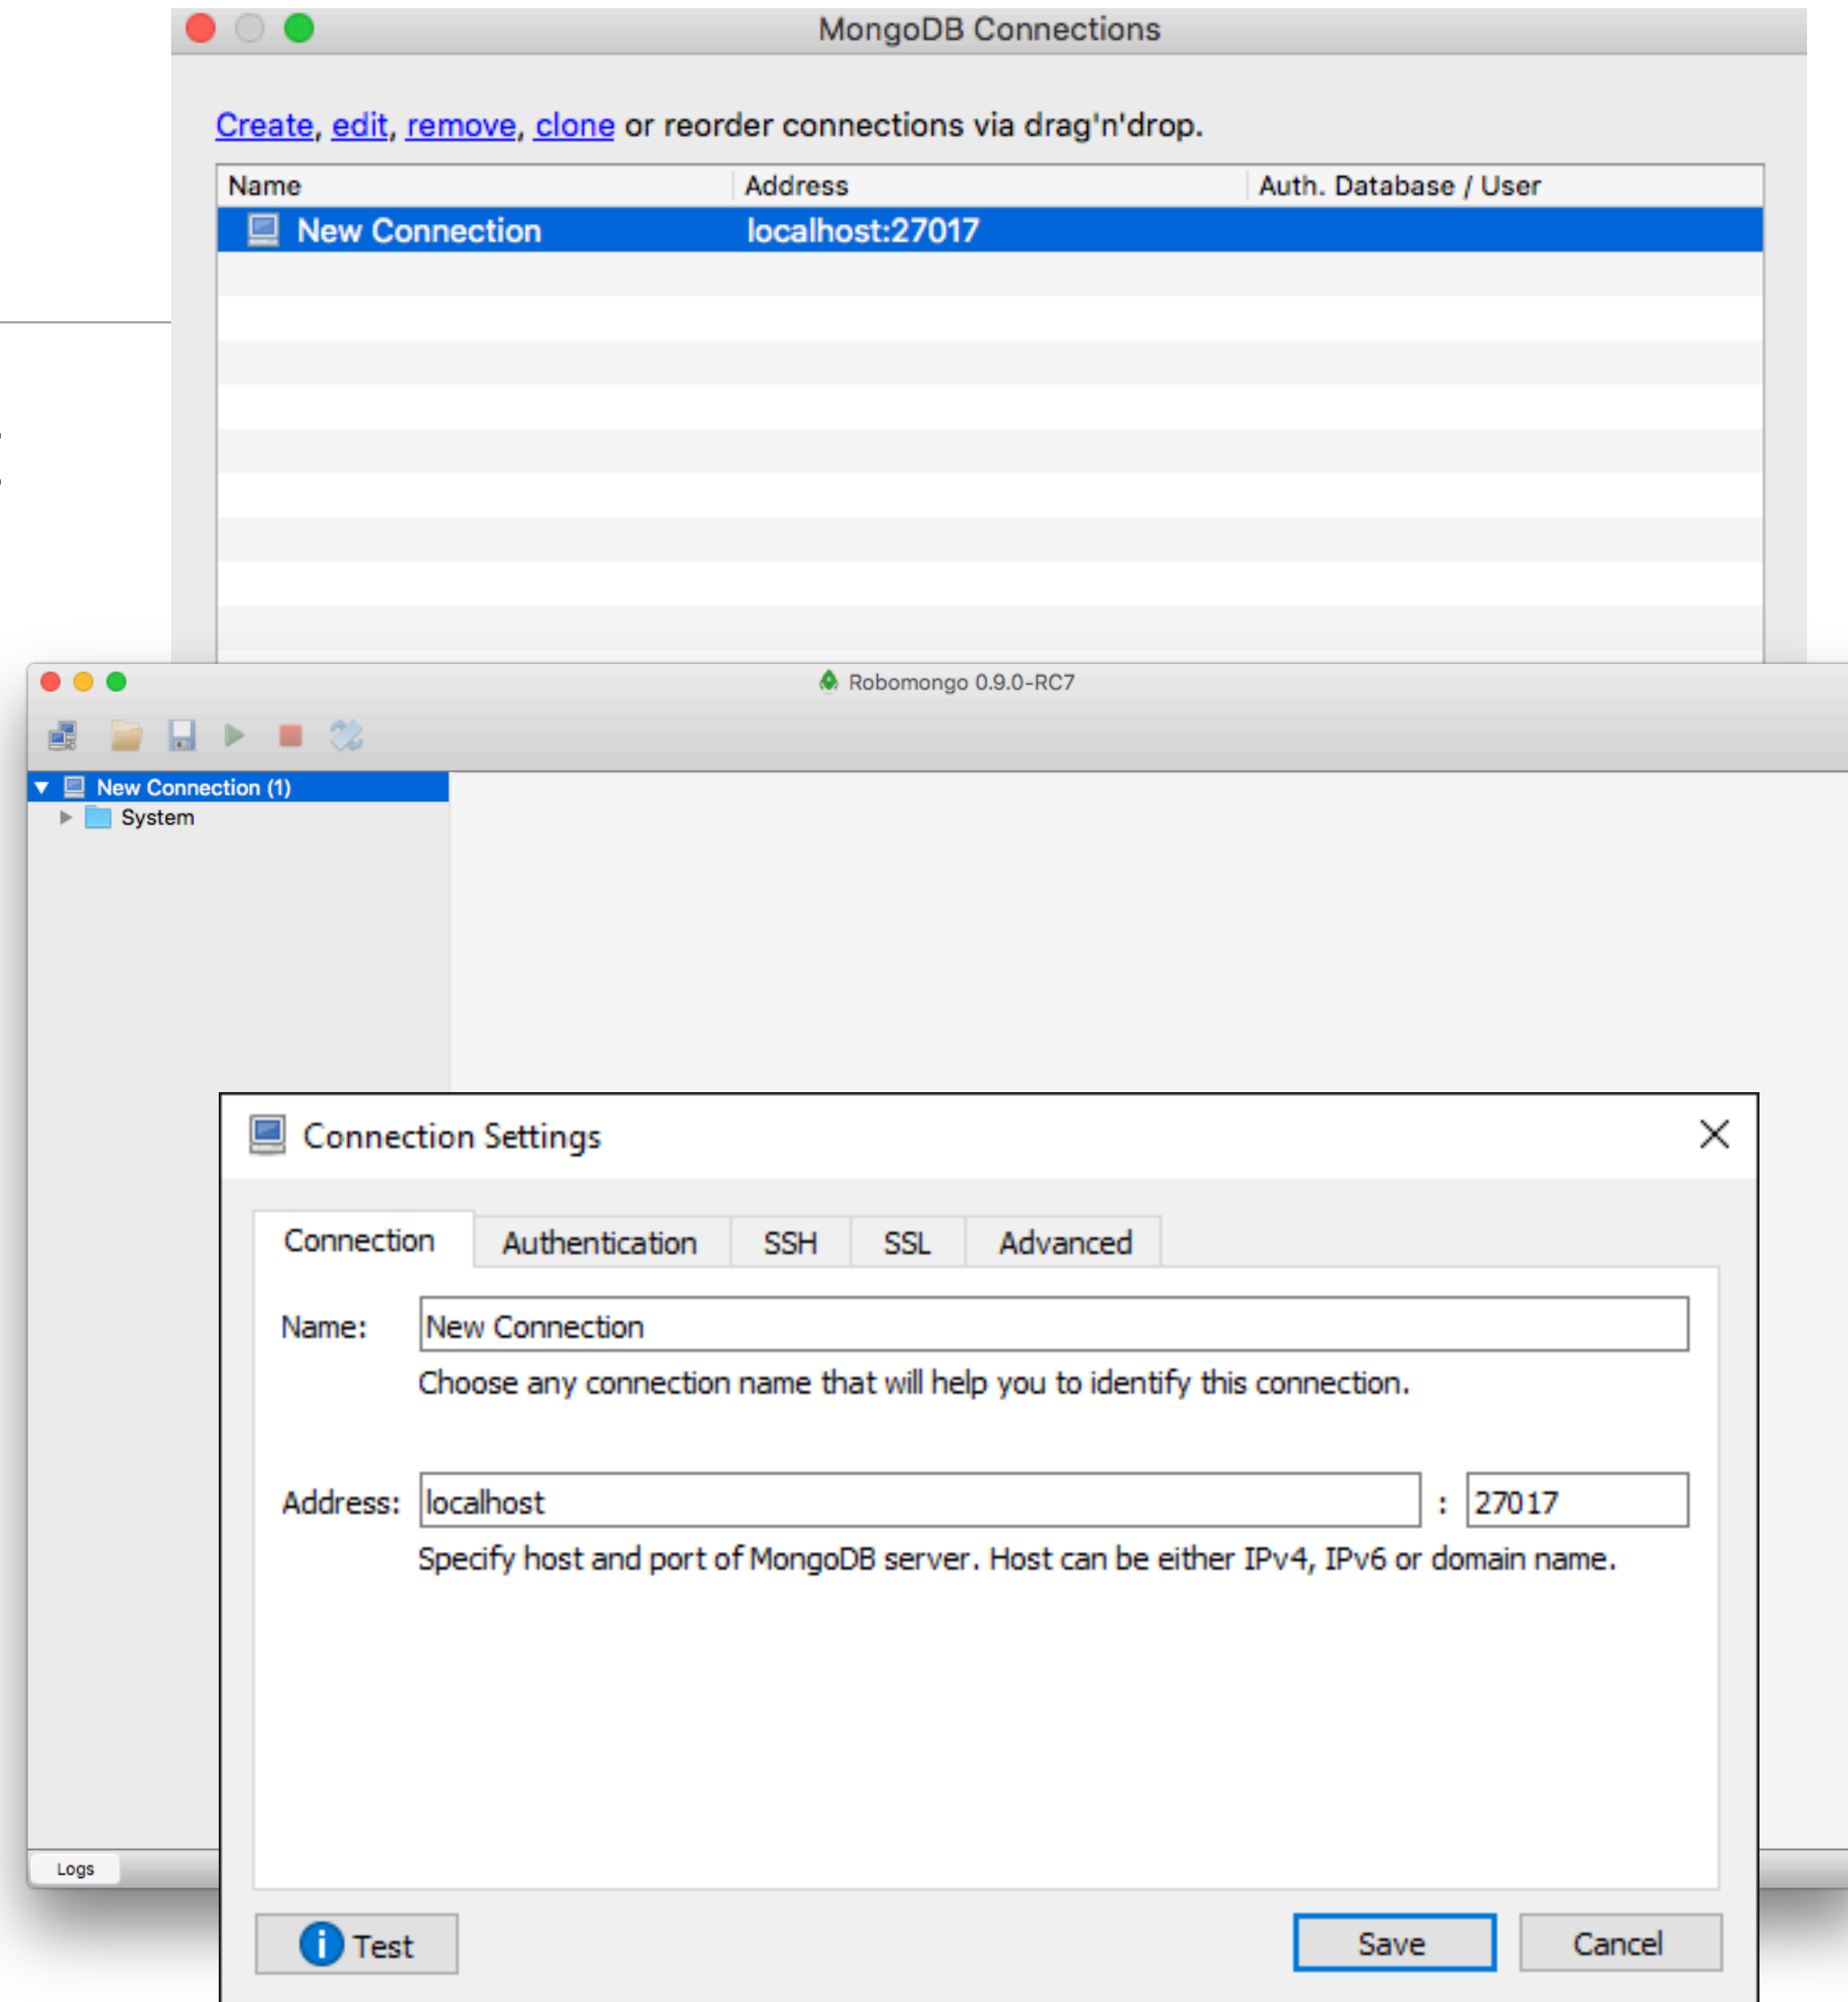 MongoDB Connections
Create, edit, remove, clone or reorder connections via drag'n'drop.
Name Address Auth. Database / User
New Connection localhost:27017
Robomongo 0.9.0-RC7
New Connection (1)
System
Connection Settings
Connection Authentication SSH SSL Advanced
Name: New Connection
Choose any connection name that will help you to identify this connection.
Address: localhost : 27017
Specify host and port of MongoDB server. Host can be either IPv4, IPv6 or domain name.
Logs
Test Save Cancel